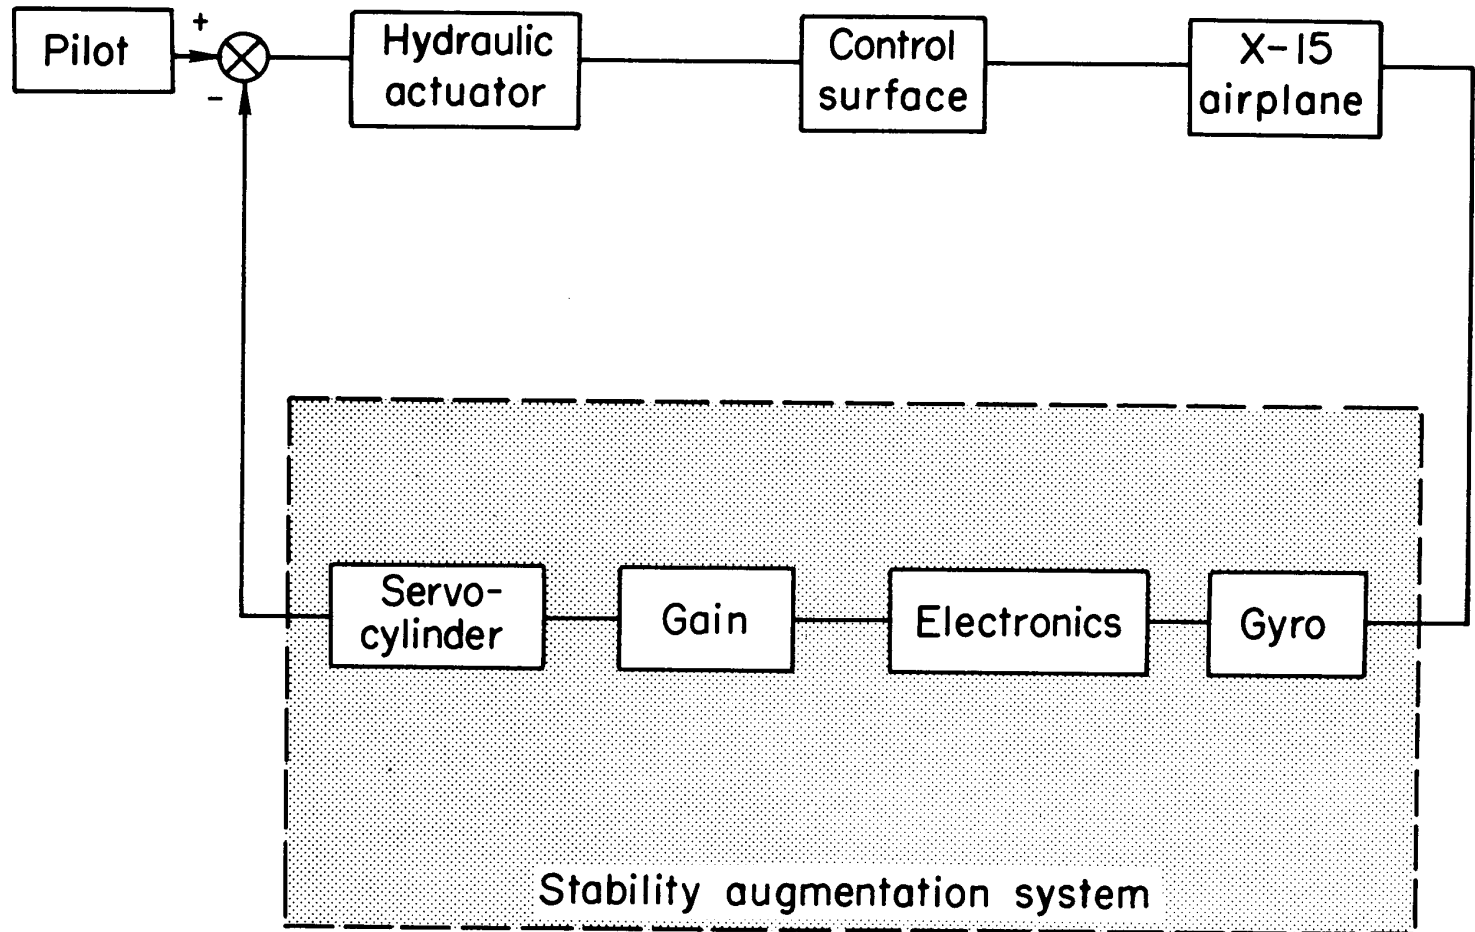 Pilot
+
-
Hydraulic
actuator
Control
surface
X-15
airplane
Servo-
cylinder
Gain
Electronics
Gyro
Stability augmentation system